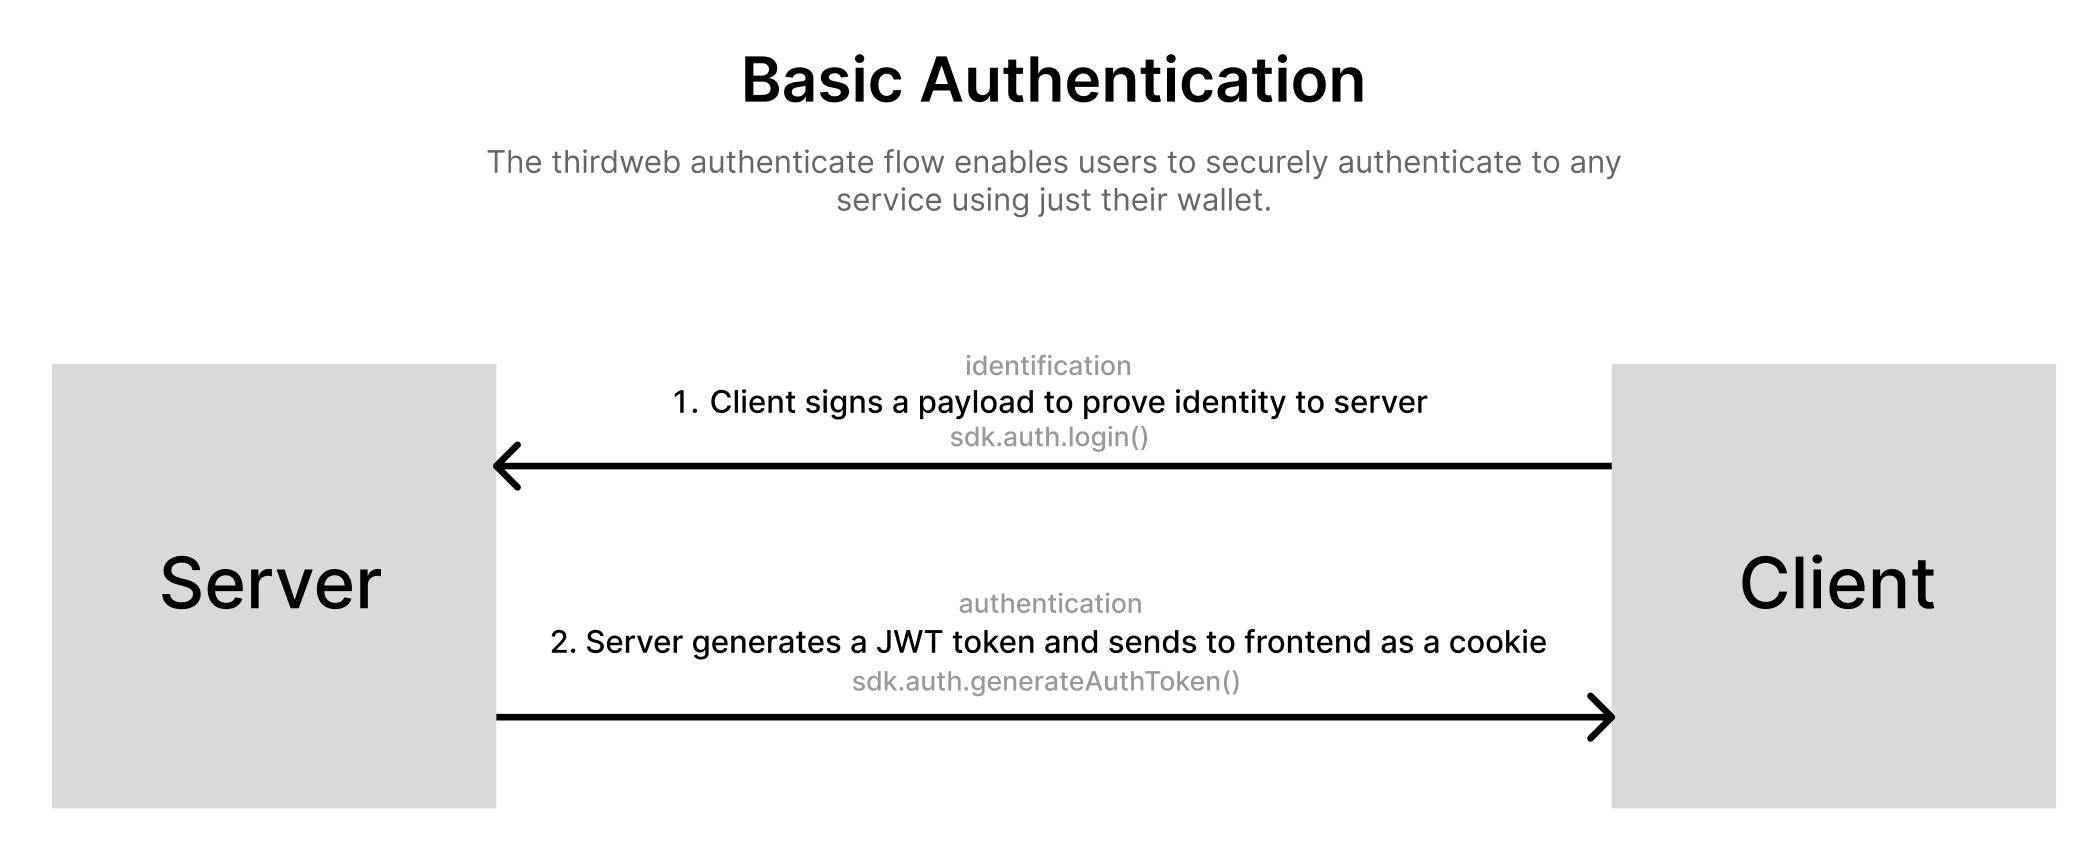 Basic Authentication
The thirdweb authenticate flow enables users to securely authenticate to any
service using just their wallet.
identification
1. Client signs a payload to prove identity to server
sdk.auth.login()
Server
Client
authentication
2. Server generates a JWT token and sends to frontend as a cookie
sdk.auth.generateAuthToken()